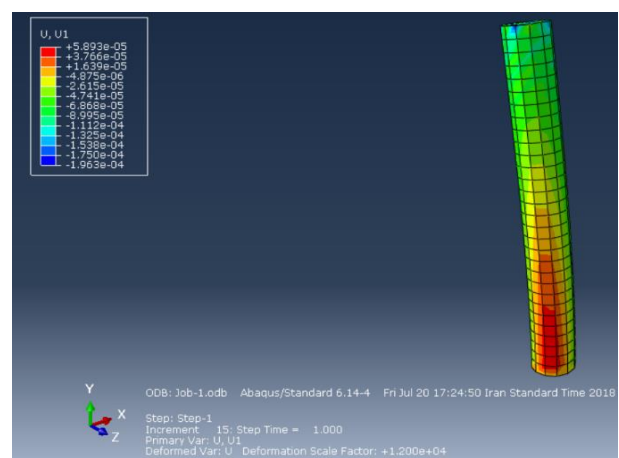 U, U1
+5.893e-05
+3.766e-05
+1.639e-05
-4.875e-06
-2.615e-05
-4.741e-05
-6.868e-05
-8.995e-05
-1.112e-04
-1.325e-04
-1.538e-04
-1.750e-04
-1.963e-04
Y
X
Z
ODB: Job-1.odb Abaqus/Standard 6.14-4 Fri Jul 20 17:24:50 Iran Standard Time 2018
Step: Step-1
Increment 15: Step Time = 1.000
Primary Var: U, U1
Deformed Var: U Deformation Scale Factor: +1.200e+04